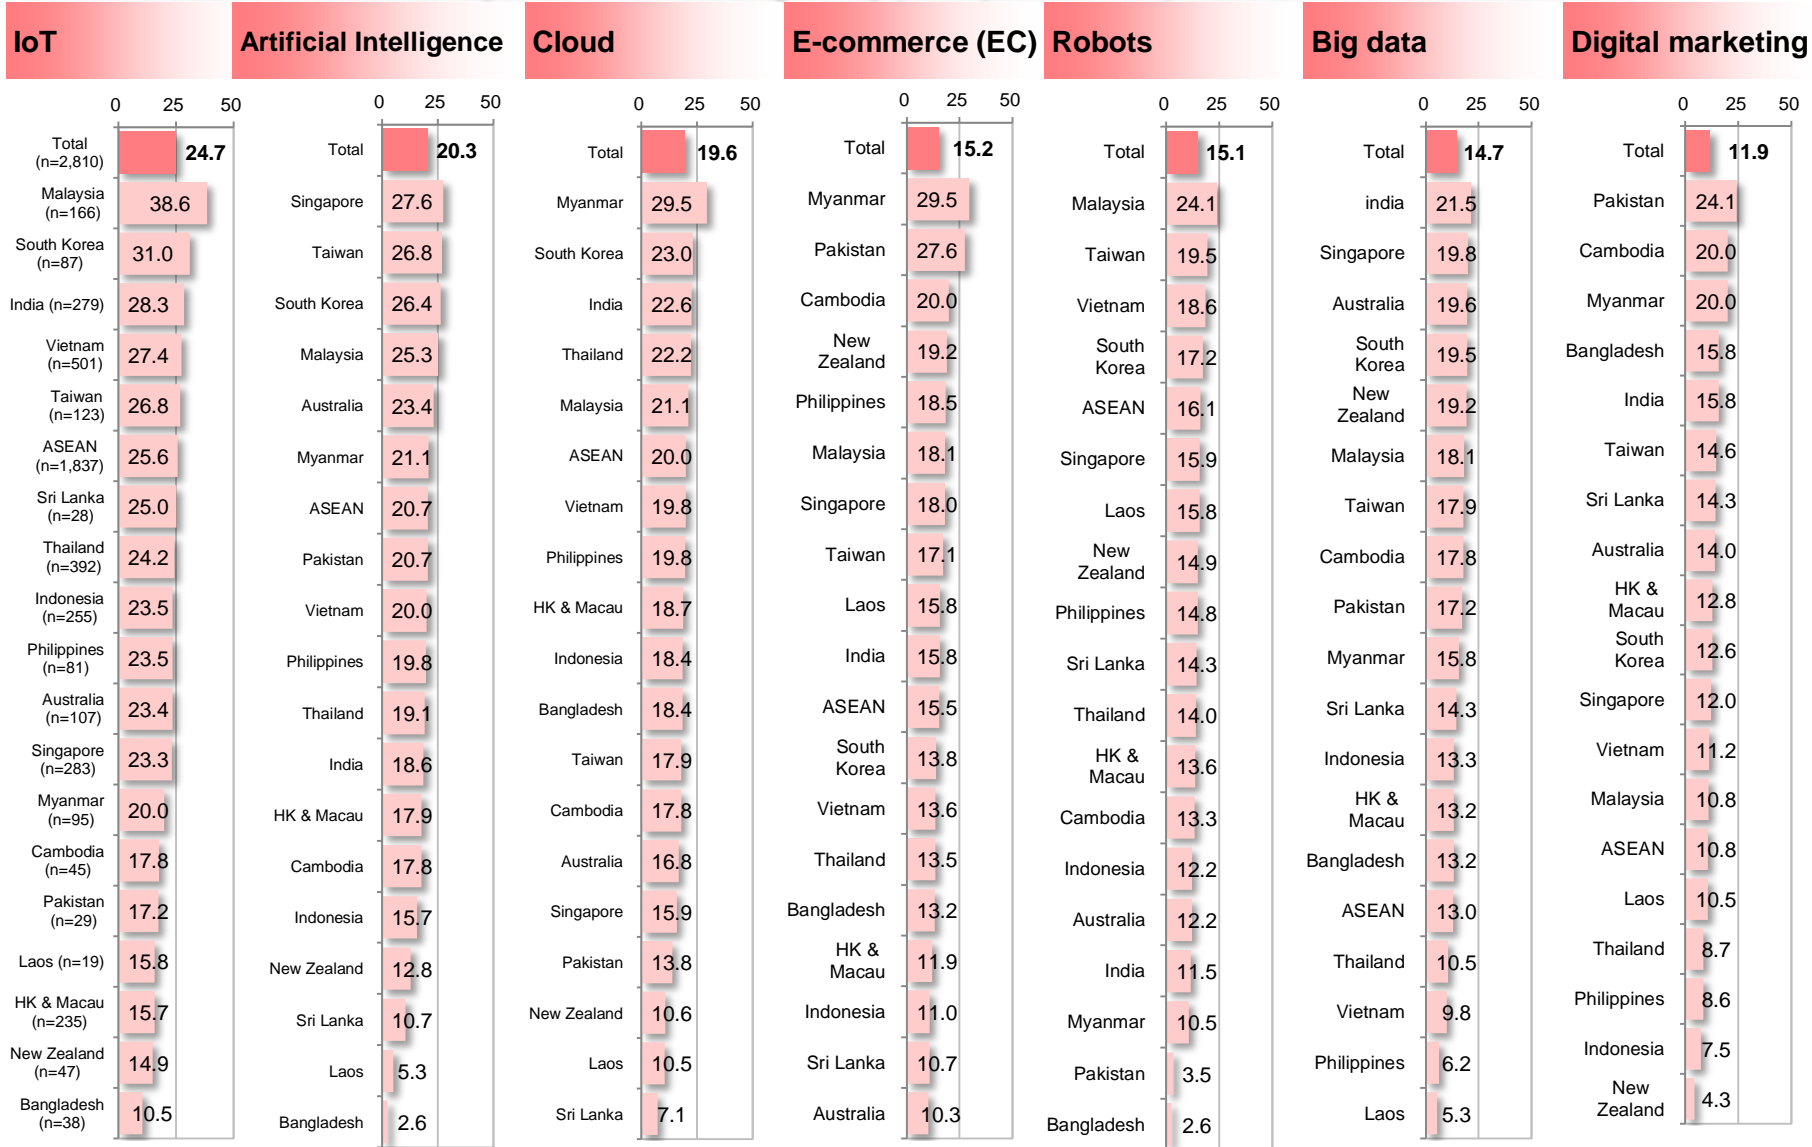 IoT
0 25 50
Total
(n=2,810)
24.7
Malaysia
(n=166)
38.6
South Korea
(n=87)
31.0
India (n=279)
28.3
Vietnam
(n=501)
27.4
Taiwan
(n=123)
26.8
ASEAN
(n=1,837)
25.6
Sri Lanka
(n=28)
25.0
Thailand
(n=392)
24.2
Indonesia
(n=255)
23.5
Philippines
(n=81)
23.5
Australia
(n=107)
23.4
Singapore
(n=283)
23.3
Myanmar
(n=95)
20.0
Cambodia
(n=45)
17.8
Pakistan
(n=29)
17.2
Laos (n=19)
15.8
HK & Macau
(n=235)
15.7
New Zealand
(n=47)
14.9
Bangladesh
(n=38)
10.5
Artificial Intelligence
0 25 50
Total 20.3
Singapore 27.6
Taiwan 26.8
South Korea 26.4
Malaysia 25.3
Australia 23.4
Myanmar 21.1
ASEAN 20.7
Pakistan 20.7
Vietnam 20.0
Philippines 19.8
Thailand 19.1
India 18.6
HK & Macau 17.9
Cambodia 17.8
Indonesia 15.7
New Zealand 12.8
Sri Lanka 10.7
Laos 5.3
Bangladesh 2.6
Cloud
0 25 50
Total 19.6
Myanmar 29.5
South Korea 23.0
India 22.6
Thailand 22.2
Malaysia 21.1
ASEAN 20.0
Vietnam 19.8
Philippines 19.8
HK & Macau 18.7
Indonesia 18.4
Bangladesh 18.4
Taiwan 17.9
Cambodia 17.8
Australia 16.8
Singapore 15.9
Pakistan 13.8
New Zealand 10.6
Laos 10.5
Sri Lanka 7.1
E-commerce (EC)
0 25 50
Total 15.2
Myanmar 29.5
Pakistan 27.6
Cambodia 20.0
New
Zealand
19.2
Philippines 18.5
Malaysia 18.1
Singapore 18.0
Taiwan 17.1
Laos 15.8
India 15.8
ASEAN 15.5
South
Korea
13.8
Vietnam 13.6
Thailand 13.5
Bangladesh 13.2
HK &
Macau
11.9
Indonesia 11.0
Sri Lanka 10.7
Australia 10.3
Robots
0 25 50
Total 15.1
Malaysia 24.1
Taiwan 19.5
Vietnam 18.6
South
Korea
17.2
ASEAN 16.1
Singapore 15.9
Laos 15.8
New
Zealand
14.9
Philippines 14.8
Sri Lanka 14.3
Thailand 14.0
HK &
Macau
13.6
Cambodia 13.3
Indonesia 12.2
Australia 12.2
India 11.5
Myanmar 10.5
Pakistan 3.5
Bangladesh 2.6
Big data
0 25 50
Total 14.7
india 21.5
Singapore 19.8
Australia 19.6
South
Korea
19.5
New
Zealand
19.2
Malaysia 18.1
Taiwan 17.9
Cambodia 17.8
Pakistan 17.2
Myanmar 15.8
Sri Lanka 14.3
Indonesia 13.3
HK &
Macau
13.2
Bangladesh 13.2
ASEAN 13.0
Thailand 10.5
Vietnam 9.8
Philippines 6.2
Laos 5.3
Digital marketing
0 25 50
Total 11.9
Pakistan 24.1
Cambodia 20.0
Myanmar 20.0
Bangladesh 15.8
India 15.8
Taiwan 14.6
Sri Lanka 14.3
Australia 14.0
HK &
Macau
12.8
South
Korea
12.6
Singapore 12.0
Vietnam 11.2
Malaysia 10.8
ASEAN 10.8
Laos 10.5
Thailand 8.7
Philippines 8.6
Indonesia 7.5
New
Zealand
4.3